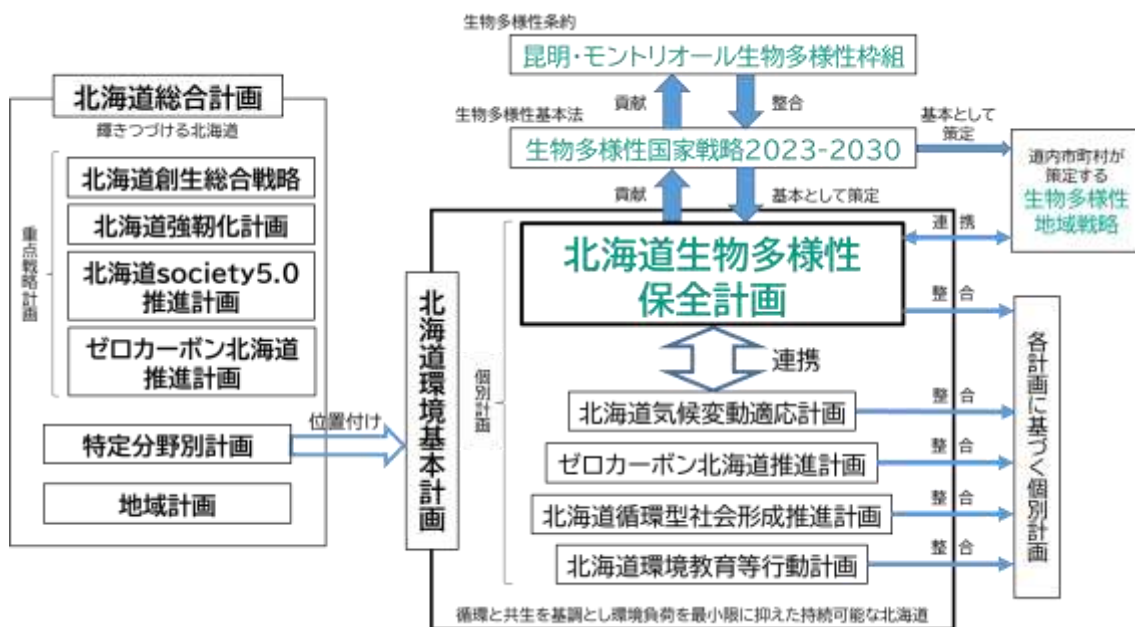 生物多様性条約
昆明・モントリオール生物多様性枠組
貢献
整合
生物多様性基本法
生物多様性国家戦略2023-2030
基本として
策定
道内市町村が
策定する
生物多様性
地域戦略
貢献
基本として策定
連携
北海道総合計画
輝きつづける北海道
重点戦略計画
北海道創生総合戦略
北海道強靭化計画
北海道society5.0
推進計画
ゼロカーボン北海道
推進計画
特定分野別計画
位置付け
地域計画
北海道環境基本計画
個別計画
北海道生物多様性
保全計画
整合
連携
北海道気候変動適応計画
整合
ゼロカーボン北海道推進計画
整合
北海道循環型社会形成推進計画
整合
北海道環境教育等行動計画
整合
各計画に基づく個別計画
循環と共生を基調とし環境負荷を最小限に抑えた持続可能な北海道